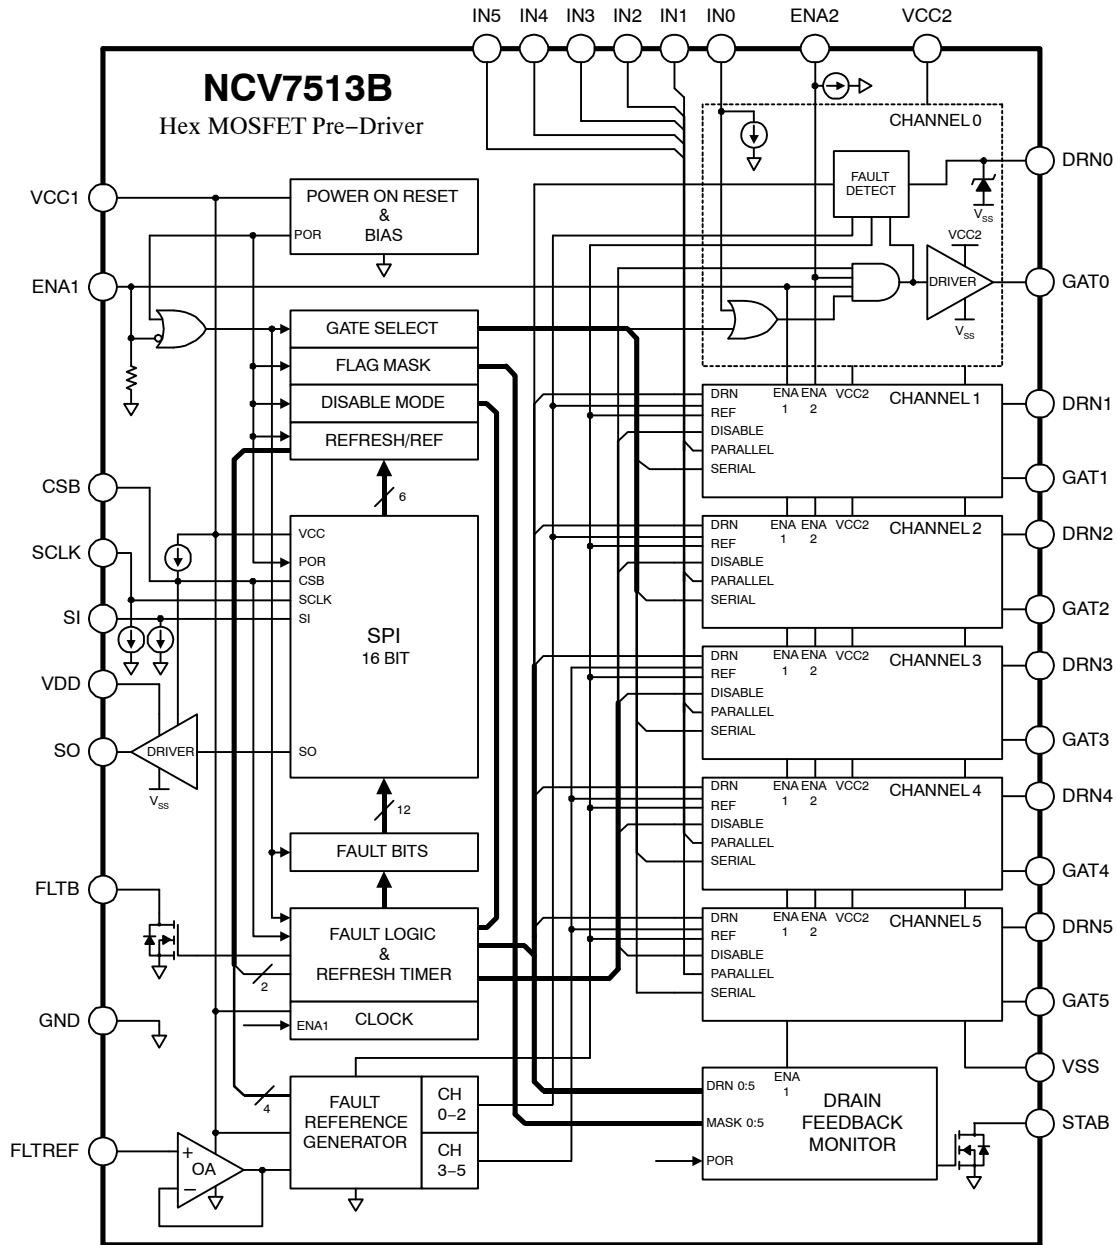 IN5 IN4 IN3 IN2 IN1 IN0 ENA2 VCC2
NCV7513B
Hex MOSFET Pre−Driver
CHANNEL 0
DRN0
FAULT
DETECT
VSS
VCC1
POWER ON RESET
&
BIAS
POR
VCC2
ENA1
DRIVER
GAT0
VSS
GATE SELECT
FLAG MASK
DISABLE MODE
REFRESH/REF
DRN
REF
DISABLE
PARALLEL
SERIAL
ENA
1
ENA
2
VCC2
CHANNEL 1
DRN1
GAT1
CSB
SCLK
SI
VDD
SO
6
VCC
POR
CSB
SCLK
SI
SPI
16 BIT
SO
DRIVER
VSS
DRN
REF
DISABLE
PARALLEL
SERIAL
ENA
1
ENA
2
VCC2
CHANNEL 2
DRN2
GAT2
DRN
REF
DISABLE
PARALLEL
SERIAL
ENA
1
ENA
2
VCC2
CHANNEL 3
DRN3
GAT3
12
FAULT BITS
DRN
REF
DISABLE
PARALLEL
SERIAL
ENA
1
ENA
2
VCC2
CHANNEL 4
DRN4
GAT4
FLTB
FAULT LOGIC
&
REFRESH TIMER
2
CLOCK
ENA1
GND
DRN
REF
DISABLE
PARALLEL
SERIAL
ENA
1
ENA
2
VCC2
CHANNEL 5
DRN5
GAT5
VSS
4
FAULT
REFERENCE
GENERATOR
CH
0−2
CH
3−5
FLTREF
+
OA
−
DRN 0:5
MASK 0:5
POR
ENA
1
DRAIN
FEEDBACK
MONITOR
STAB